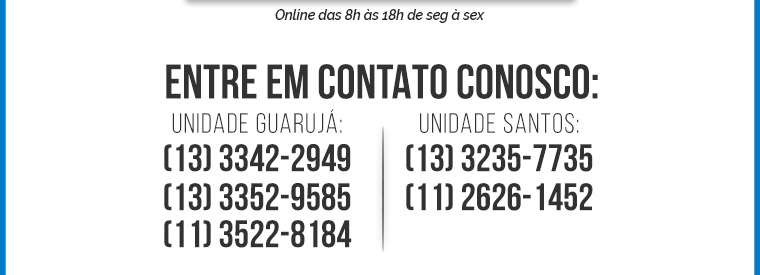 Online das 8h às 18h de seg à sex
ENTRE EM CONTATO CONOSCO:
UNIDADE GUARUJÁ:
(13) 3342-2949
(13) 3352-9585
(11) 3522-8184
UNIDADE SANTOS:
(13) 3235-7735
(11) 2626-1452